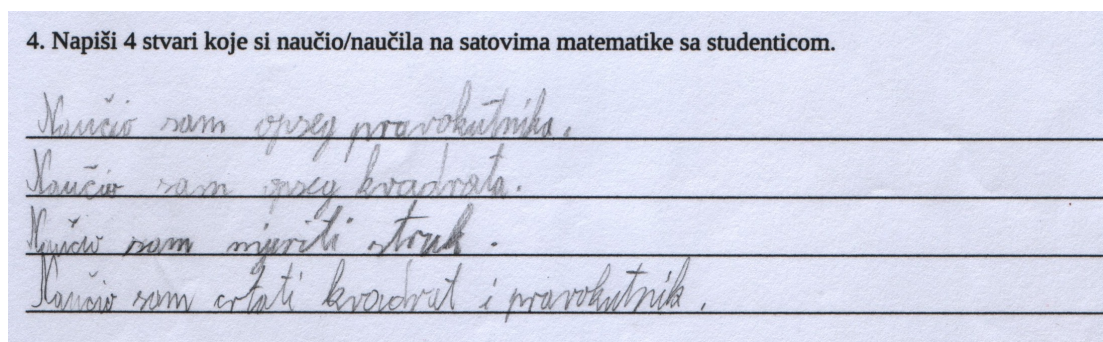 4. Napiši 4 stvari koje si naučio/naučila na satovima matematike sa studenticom.
Naučio sam opseg pravokutnika.
Naučio sam opseg kvadrata.
Naučio sam mjeriti struk.
Naučio sam crtati kvadrat i pravokutnik.